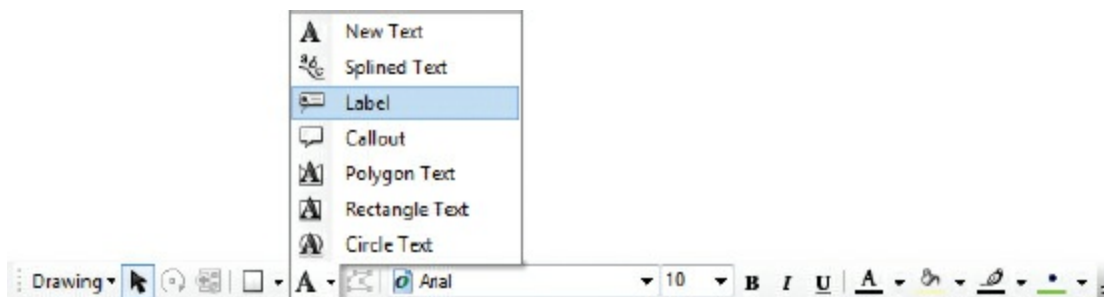 New Text
Splined Text
Label
Callout
Polygon Text
Rectangle Text
Circle Text
Drawing Arial 10 B I U A